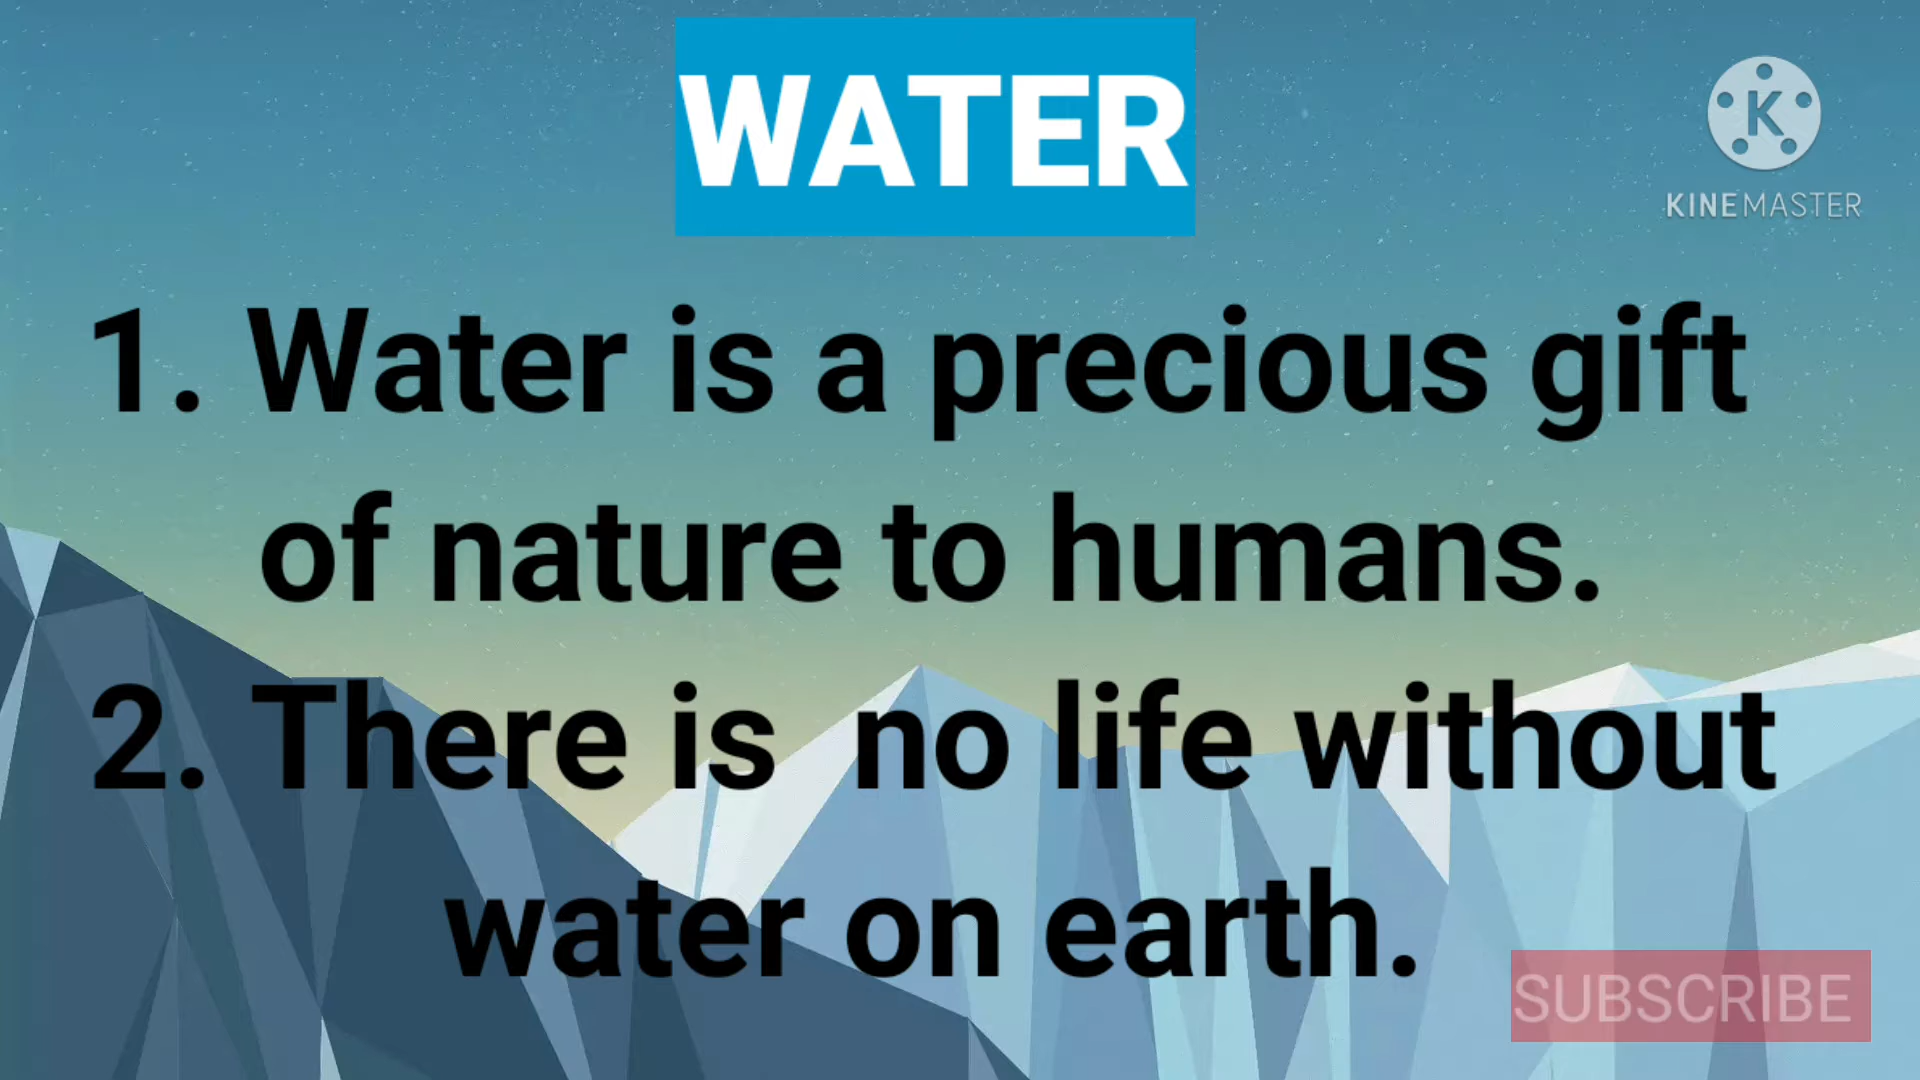 WATER
K
KINEMASTER
1. Water is a precious gift
of nature to humans.
2. There is  no life without
water on earth.
SUBSCRIBE